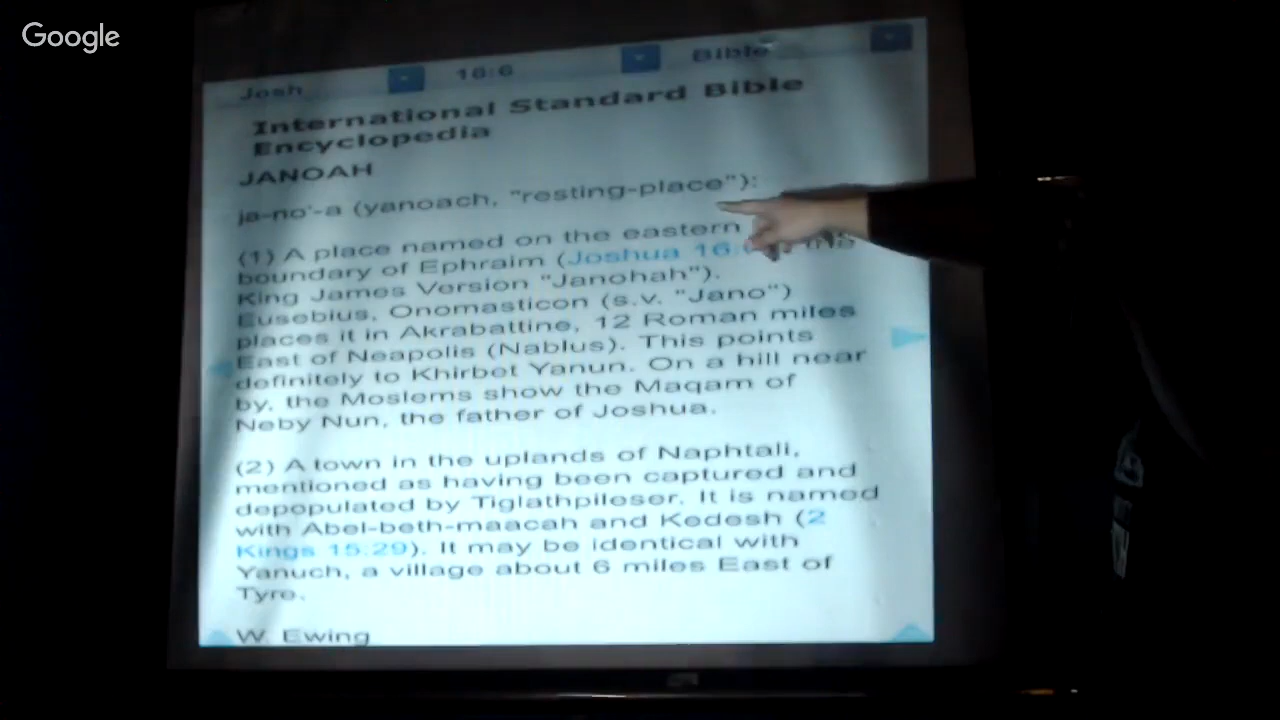 Google
Josh 16:6 Bible
International Standard Bible
Encyclopedia
JANOAH
ja-no'-a (yanoach, "resting-place"):
(1) A place named on the eastern
boundary of Ephraim (Joshua 16: the
King James Version "Janohah").
Eusebius, Onomasticon (s.v. "Jano")
places it in Akrabattine, 12 Roman miles
East of Neapolis (Nablus). This points
definitely to Khirbet Yanun. On a hill near
by, the Moslems show the Maqam of
Neby Nun, the father of Joshua.
(2) A town in the uplands of Naphtali,
mentioned as having been captured and
depopulated by Tiglathpileser. It is named
with Abel-beth-maacah and Kedesh (2
Kings 15:29). It may be identical with
Yanuch, a village about 6 miles East of
Tyre.
W. Ewing